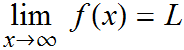 lim f(x) = L
x→∞